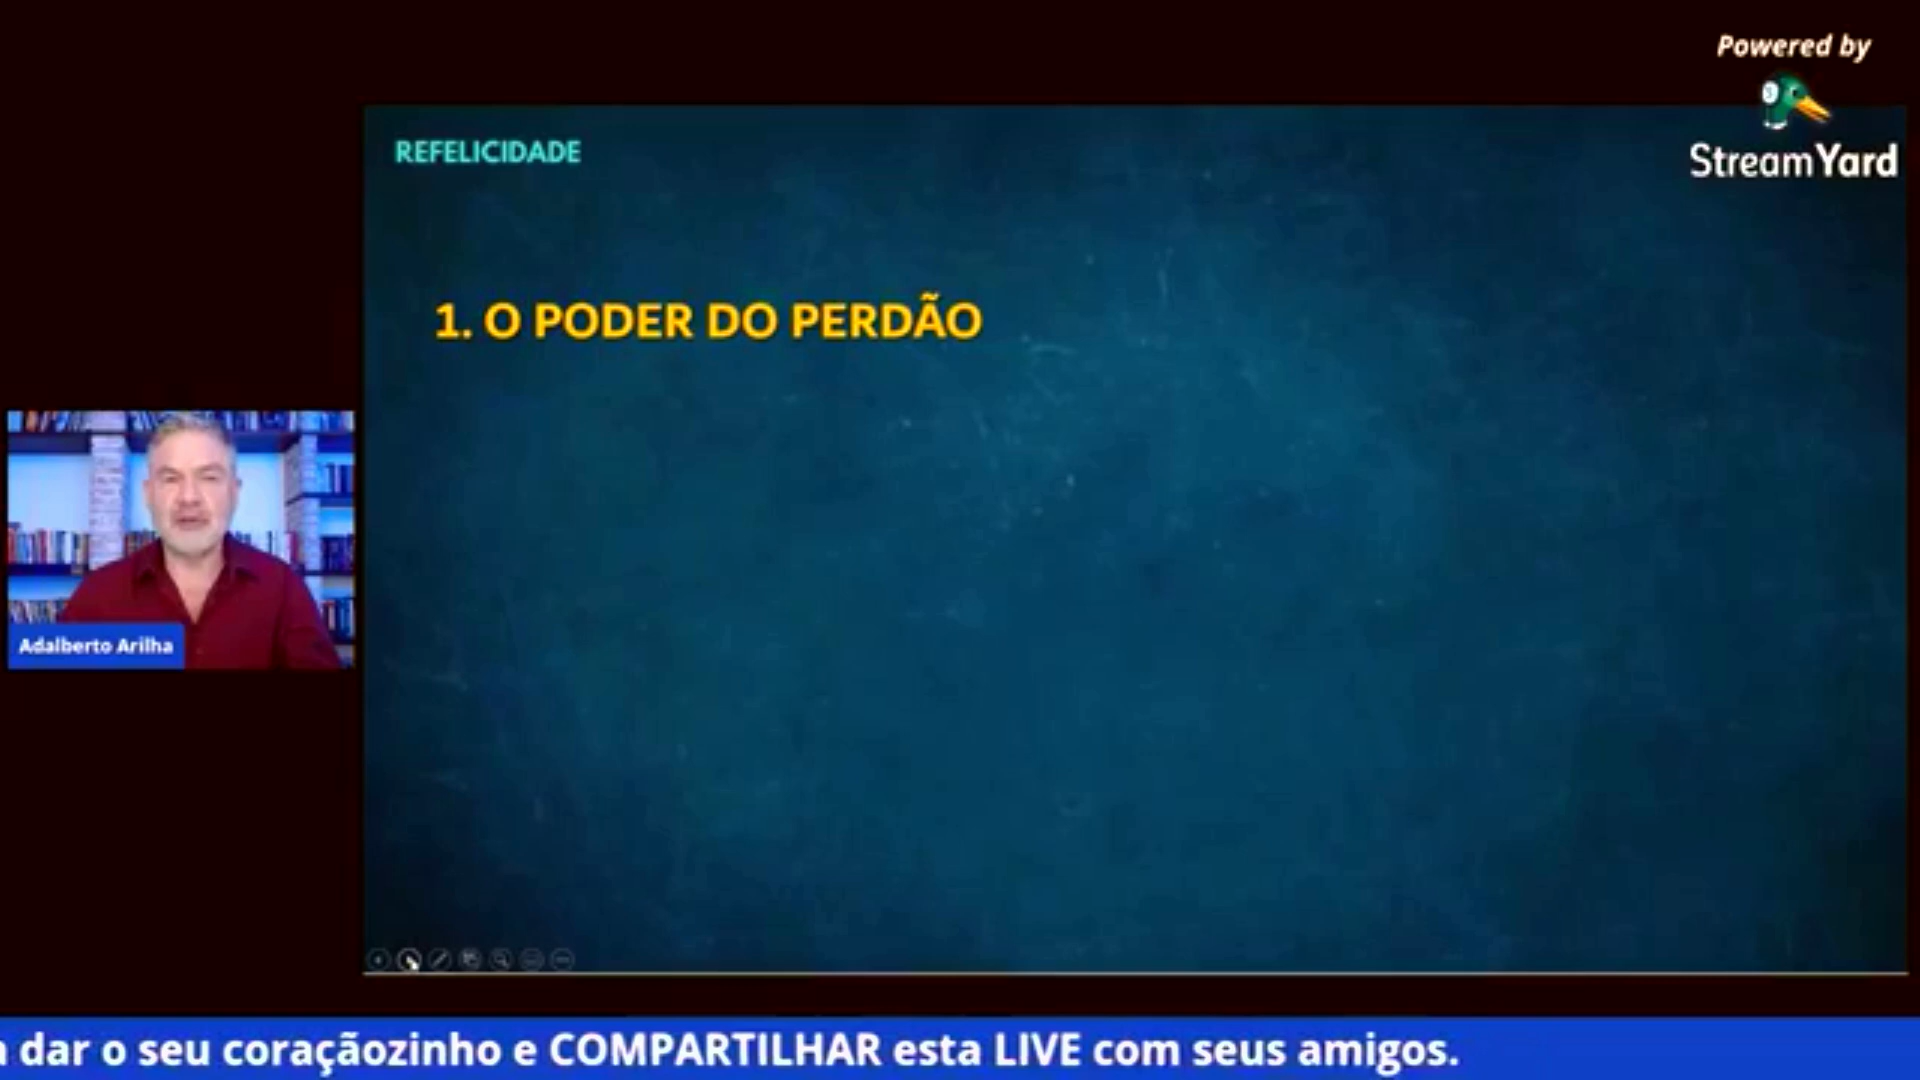 Powered by
StreamYard
REFELICIDADE
1. O PODER DO PERDÃO
Adalberto Arilha
dar o seu coraçãozinho e COMPARTILHAR esta LIVE com seus amigos.